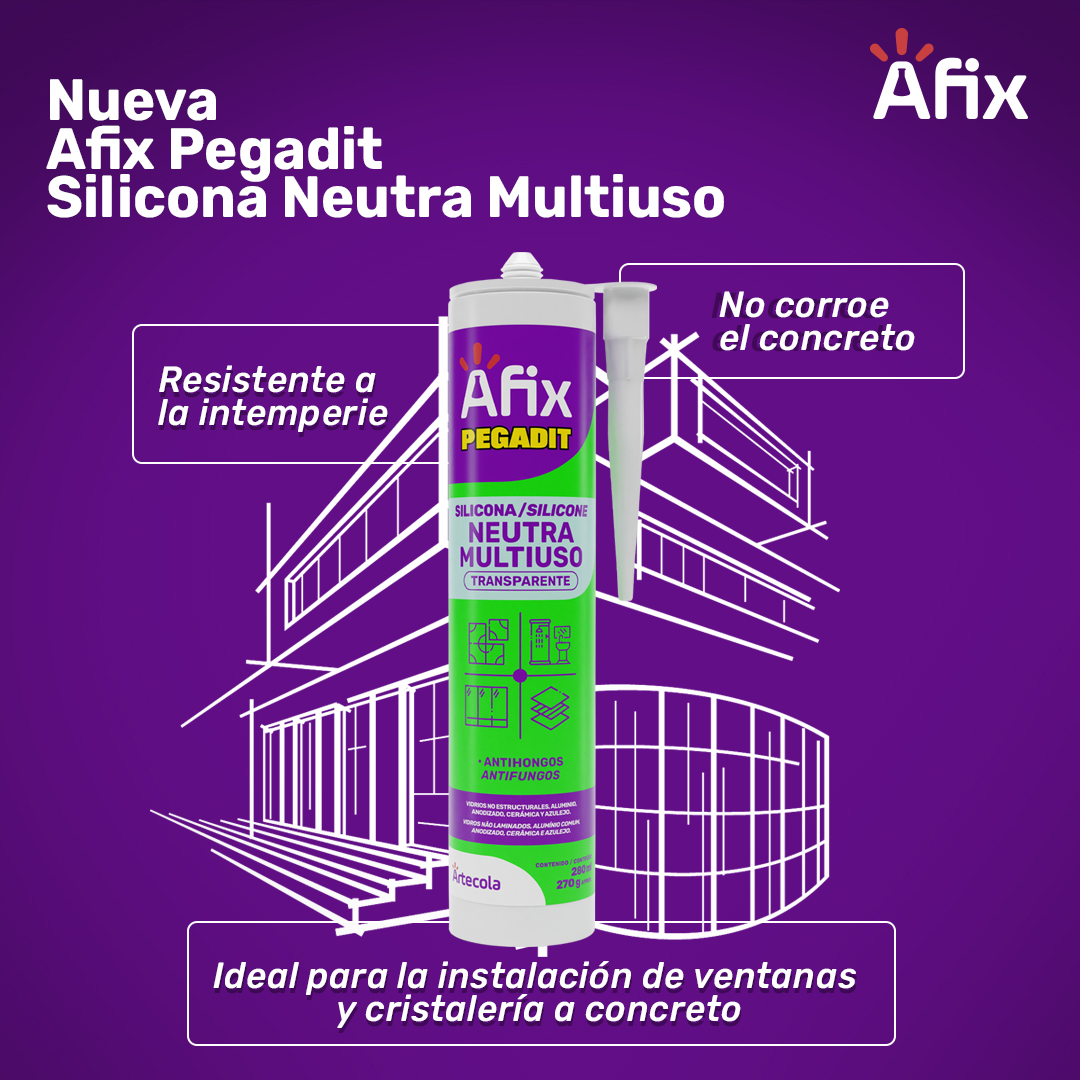 Afix
Nueva
Afix Pegadit
Silicona Neutra Multiuso
No corroe
el concreto
Resistente a
la intemperie
Afix
PEGADIT
SILICONA/SILICONE
NEUTRA
MULTIUSO
TRANSPARENTE
• ANTIHONGOS
ANTIFUNGOS
VIDRIOS NO ESTRUCTURALES, ALUMINIO,
ANODIZADO, CERÁMICA Y AZULEJO.
VIDROS NÃO LAMINADOS, ALUMÍNIO COMUM,
ANODIZADO, CERÂMICA E AZULEJO.
CONTENIDO /
280
270 g
Artecola
Ideal para la instalación de ventanas
y cristalería a concreto